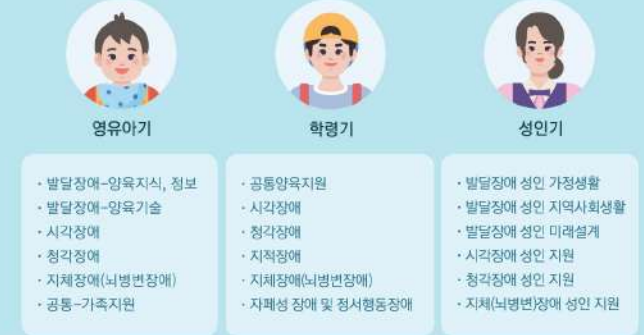 영유아기
· 발달장애-양육지식, 정보
· 발달장애-양육기술
· 시각장애
· 청각장애
· 지체장애(뇌병변장애)
· 공통-가족지원
학령기
· 공통양육지원
· 시각장애
· 청각장애
· 지적장애
· 지체장애(뇌병변장애)
· 자폐성 장애 및 정서행동장애
성인기
· 발달장애 성인 가정생활
· 발달장애 성인 지역사회생활
· 발달장애 성인 미래설계
· 시각장애 성인 지원
· 청각장애 성인 지원
· 지체(뇌병변)장애 성인 지원